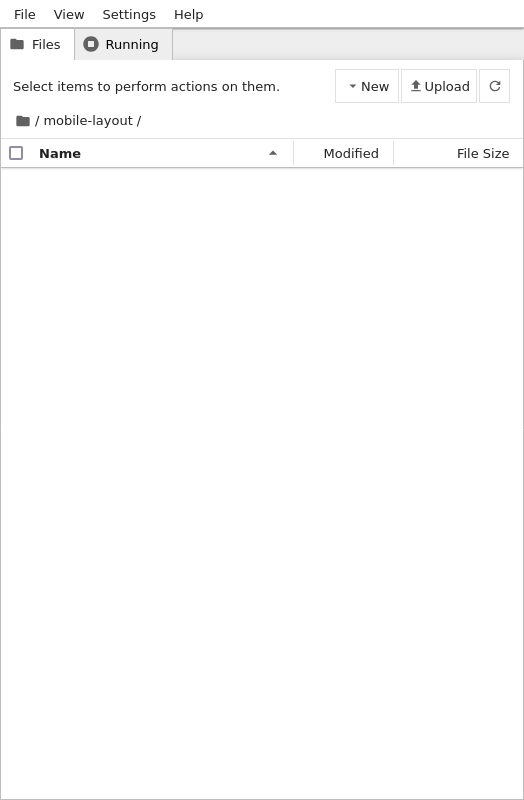 File View Settings Help
Files Running
Select items to perform actions on them. New Upload
/ mobile-layout /
Name Modified File Size